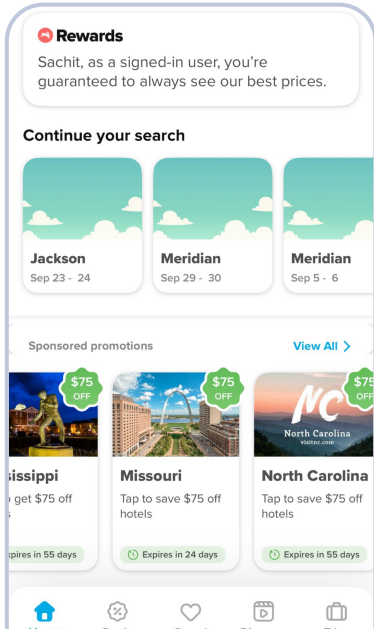 Rewards
Sachit, as a signed-in user, you're
guaranteed to always see our best prices.
Continue your search
Jackson
Sep 23 - 24
Meridian
Sep 29 - 30
Meridian
Sep 5 - 6
Sponsored promotions
View All
$75
OFF
sissippi
get $75 off
xpires in 55 days
$75
OFF
Missouri
Tap to save $75 off
hotels
Expires in 24 days
$75
OFF
NC
North Carolina
visitnc.com
North Carolina
Tap to save $75 off
hotels
Expires in 55 days